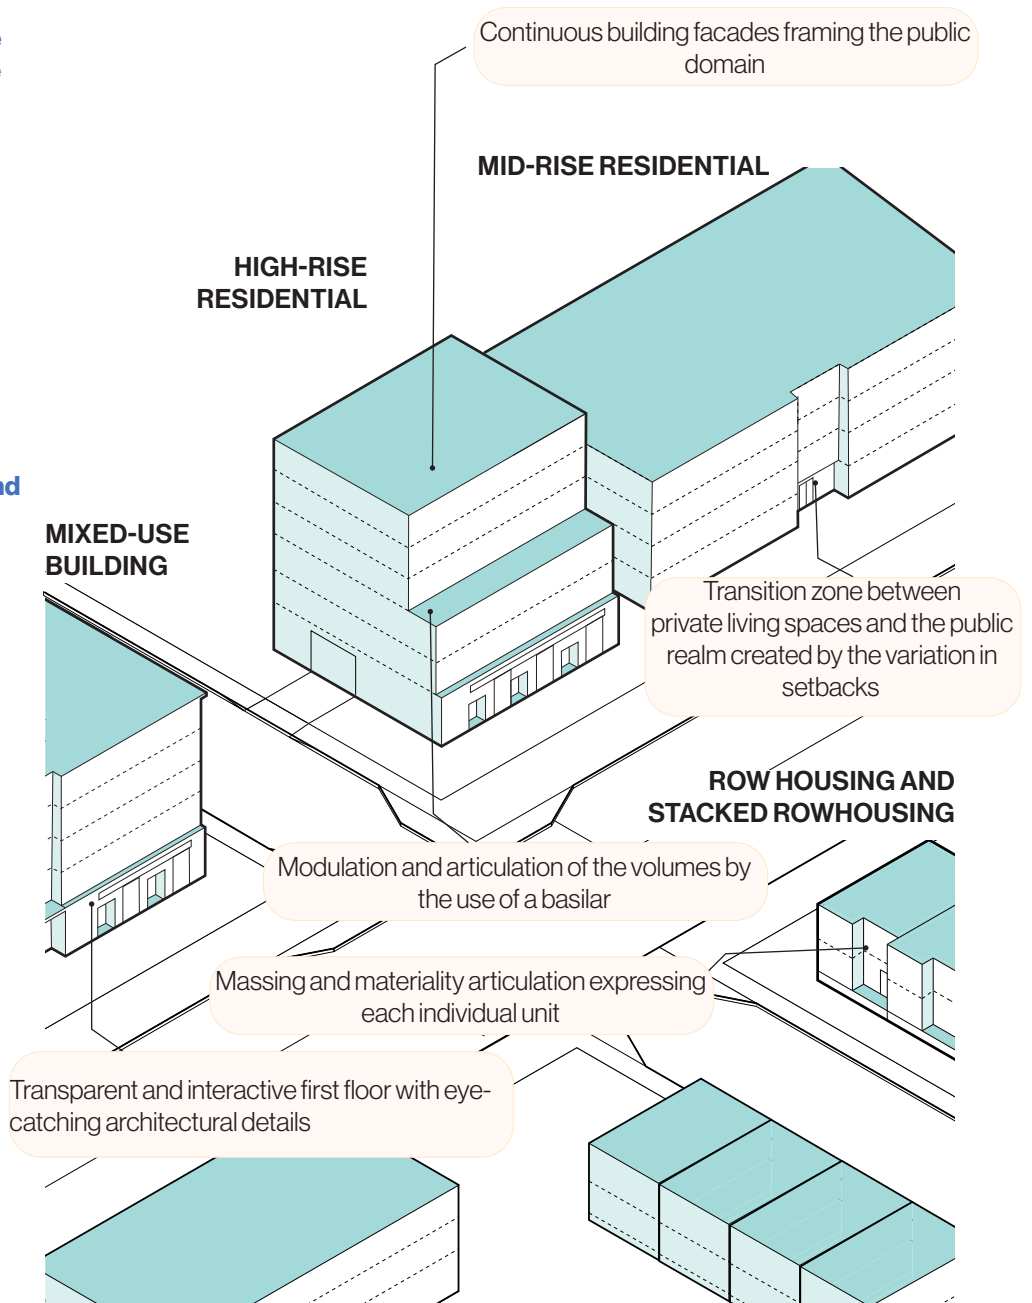 Continuous building facades framing the public
domain
MID-RISE RESIDENTIAL
HIGH-RISE
RESIDENTIAL
MIXED-USE
BUILDING
Transition zone between
private living spaces and the public
realm created by the variation in
setbacks
ROW HOUSING AND
STACKED ROWHOUSING
Modulation and articulation of the volumes by
the use of a basilar
Massing and materiality articulation expressing
each individual unit
Transparent and interactive first floor with eye-
catching architectural details